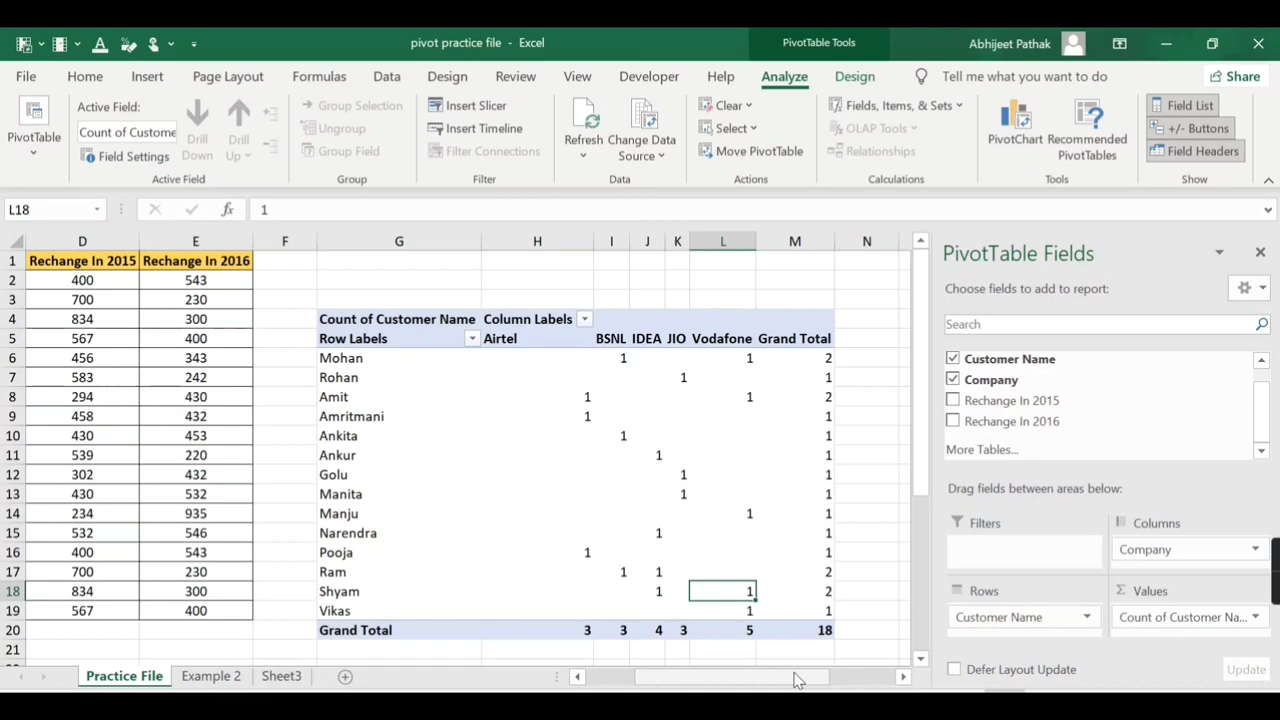 pivot practice file - Excel
PivotTable Tools
Abhijeet Pathak
File Home Insert Page Layout Formulas Data Design Review View Developer Help Analyze Design Tell me what you want to do Share
PivotTable
Active Field:
Count of Custome
Field Settings
Drill Down
Drill Up
Active Field
Group Selection
Ungroup
Group Field
Group
Insert Slicer
Insert Timeline
Filter Connections
Filter
Refresh
Change Data Source
Data
Clear
Select
Move PivotTable
Actions
Fields, Items, & Sets
OLAP Tools
Relationships
Calculations
PivotChart
Recommended PivotTables
Tools
Field List
+/- Buttons
Field Headers
Show
L18 fx 1
D E F G H I J K L M N
1 Rechange In 2015 Rechange In 2016
2 400 543
3 700 230
4 834 300 Count of Customer Name Column Labels
5 567 400 Row Labels Airtel BSNL IDEA JIO Vodafone Grand Total
6 456 343 Mohan 1 1 2
7 583 242 Rohan 1 1
8 294 430 Amit 1 1 2
9 458 432 Amritmani 1 1
10 430 453 Ankita 1 1
11 539 220 Ankur 1 1
12 302 432 Golu 1 1
13 430 532 Manita 1 1
14 234 935 Manju 1 1
15 532 546 Narendra 1 1
16 400 543 Pooja 1 1
17 700 230 Ram 1 1 2
18 834 300 Shyam 1 1 2
19 567 400 Vikas 1 1
20 Grand Total 3 3 4 3 5 18
21
Practice File Example 2 Sheet3
PivotTable Fields
Choose fields to add to report:
Search
Customer Name
Company
Rechange In 2015
Rechange In 2016
More Tables...
Drag fields between areas below:
Filters
Columns
Company
Rows
Customer Name
Σ Values
Count of Customer Na...
Defer Layout Update
Update